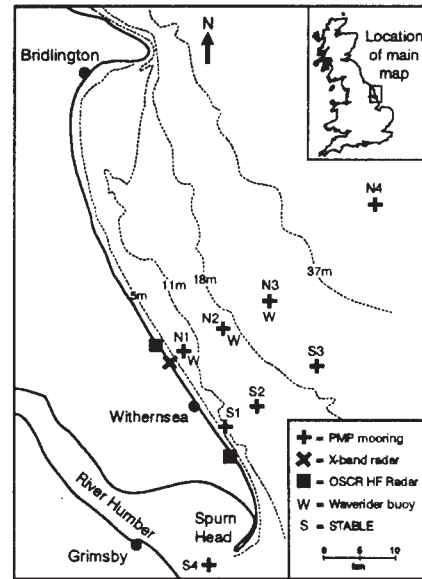 N
Location
of main
map
Bridlington
N4
37m
18m
11m
5m
N3
W
N2
W
N1
W
S3
S2
S1
Withernsea
River Humber
Spurn
Head
Grimsby
S4
+ = PMP mooring
✕ = X-band radar
■ = OSCR HF Radar
W = Waverider buoy
S = STABLE
0 5 10
km